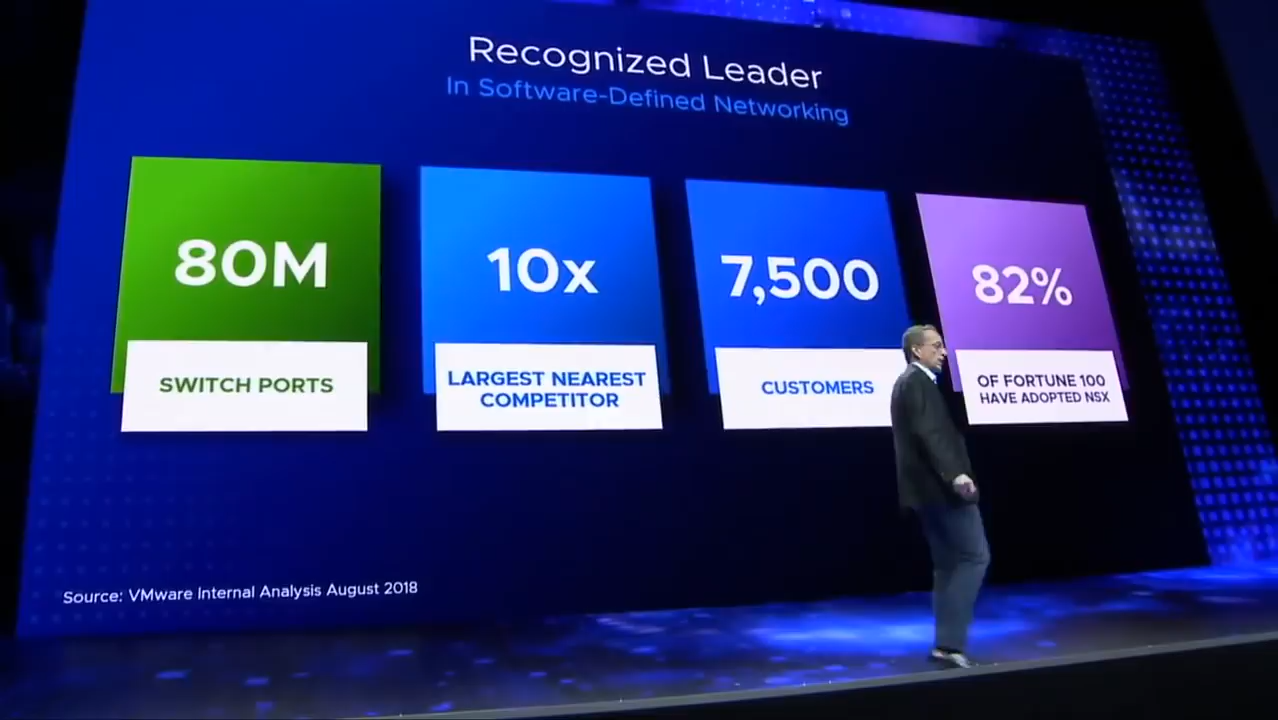 Recognized Leader
In Software-Defined Networking
80M
SWITCH PORTS
10x
LARGEST NEAREST
COMPETITOR
7,500
CUSTOMERS
82%
OF FORTUNE 100
HAVE ADOPTED NSX
Source: VMware Internal Analysis August 2018